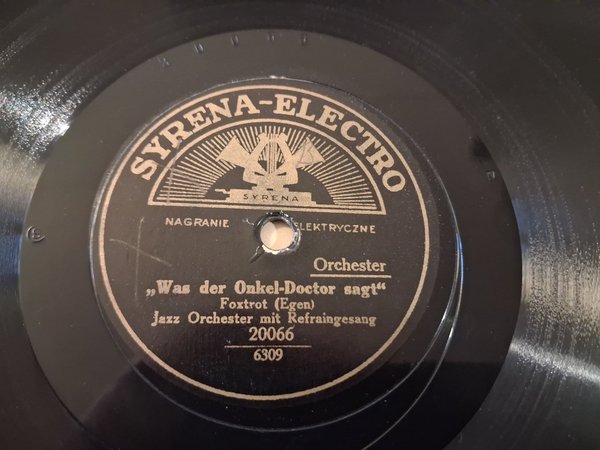 SYRENA-ELECTRO
SYRENA
NAGRANIE ELEKTRYCZNE
Orchester
„Was der Onkel-Doctor sagt“
Foxtrot (Egen)
Jazz Orchester mit Refraingesang
20066
6309